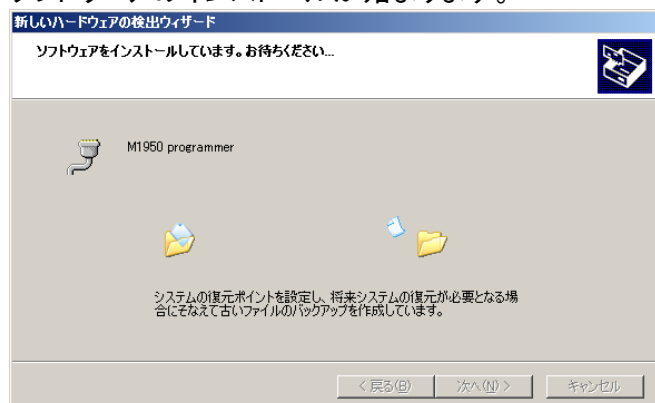 新しいハードウェアの検出ウィザード
ソフトウェアをインストールしています。お待ちください...
M1950 programmer
システムの復元ポイントを設定し、将来システムの復元が必要となる場
合にそなえて古いファイルのバックアップを作成しています。
< 戻る(B)
次へ(N) >
キャンセル